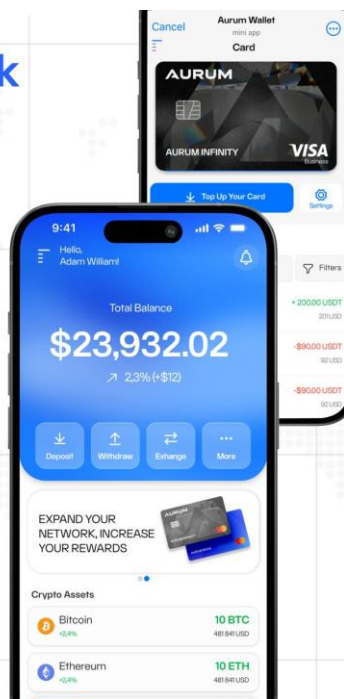 k
Cancel
Aurum Wallet
mini app
Card
AURUM
AURUM INFINITY
VISA
Business
Top Up Your Card
Settings
Filters
+ 200.00 USDT
201 USD
-$90.00 USDT
90 USD
-$90.00 USDT
92 USD
9:41
Hello,
Adam William!
Total Balance
$23,932.02
2,3% (+$12)
Deposit
Withdraw
Exhange
More
EXPAND YOUR
NETWORK, INCREASE
YOUR REWARDS
AURUM
Crypto Assets
Bitcoin
+2,4%
10 BTC
481 841 USD
Ethereum
+2,4%
10 ETH
481 841 USD